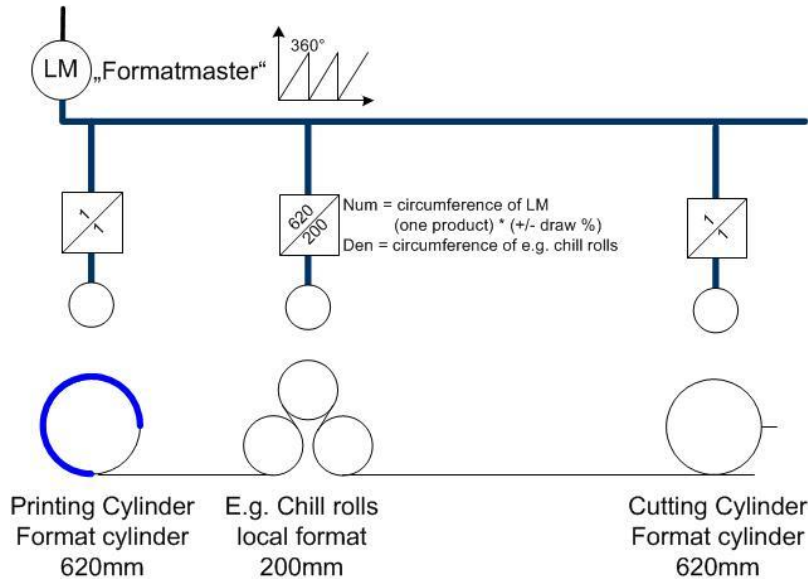 LM
„Formatmaster“
360°
1
1
620
200
Num = circumference of LM
(one product) * (+/- draw %)
Den = circumference of e.g. chill rolls
1
1
Printing Cylinder
Format cylinder
620mm
E.g. Chill rolls
local format
200mm
Cutting Cylinder
Format cylinder
620mm